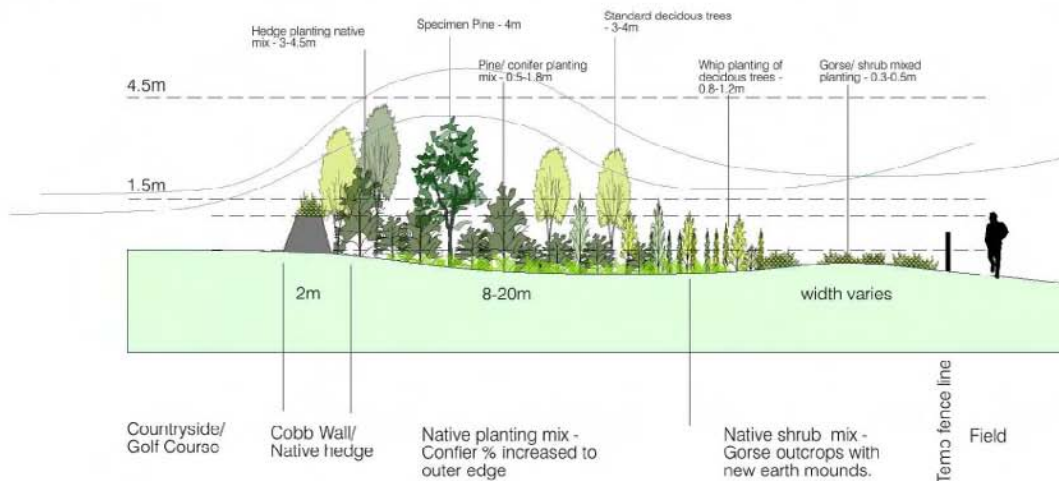 Specimen Pine - 4m
Standard decidous trees
- 3-4m
Hedge planting native
mix - 3-4.5m
Pine/ conifer planting
mix - 0.5-1.8m
Whip planting of
decidous trees -
0.8-1.2m
Gorse/ shrub mixed
planting - 0.3-0.5m
4.5m
1.5m
2m
8-20m
width varies
Countryside/
Golf Course
Cobb Wall/
Native hedge
Native planting mix -
Confier % increased to
outer edge
Native shrub mix -
Gorse outcrops with
new earth mounds.
Temp fence line
Field